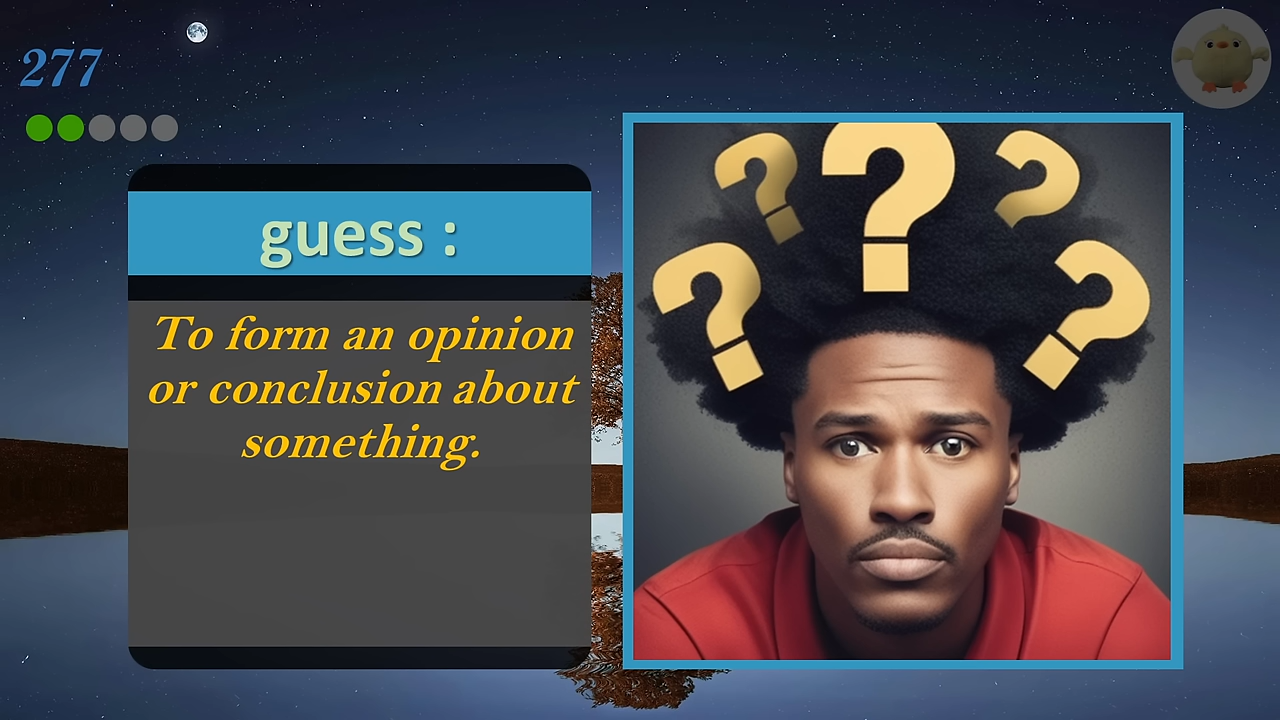 277
guess :
To form an opinion
or conclusion about
something.
? ? ?
? ?